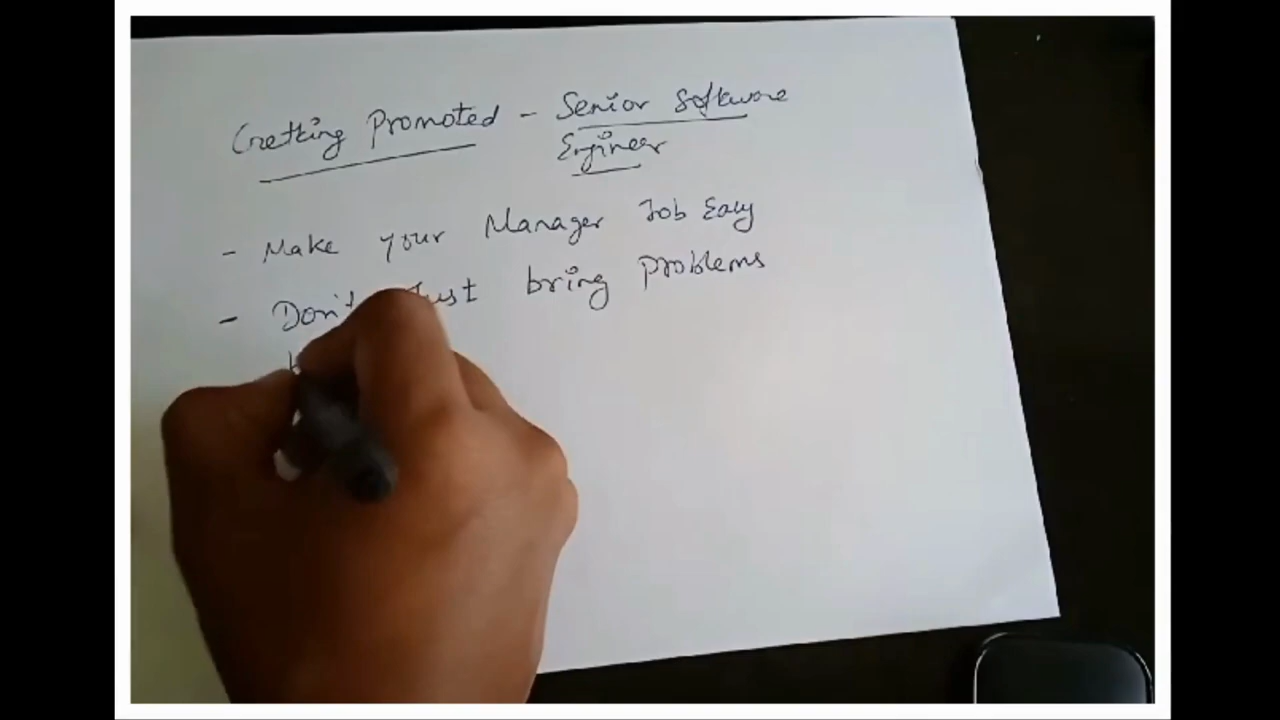 Getting Promoted - Senior Software
Engineer
- Make your Manager Job Easy
- Don't Just bring problems